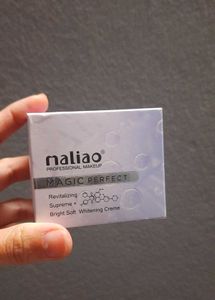 maliao
PROFESSIONAL MAKEUP
MAGIC PERFECT
Revitalizing
Supreme +
Bright Soft Whitening Creme